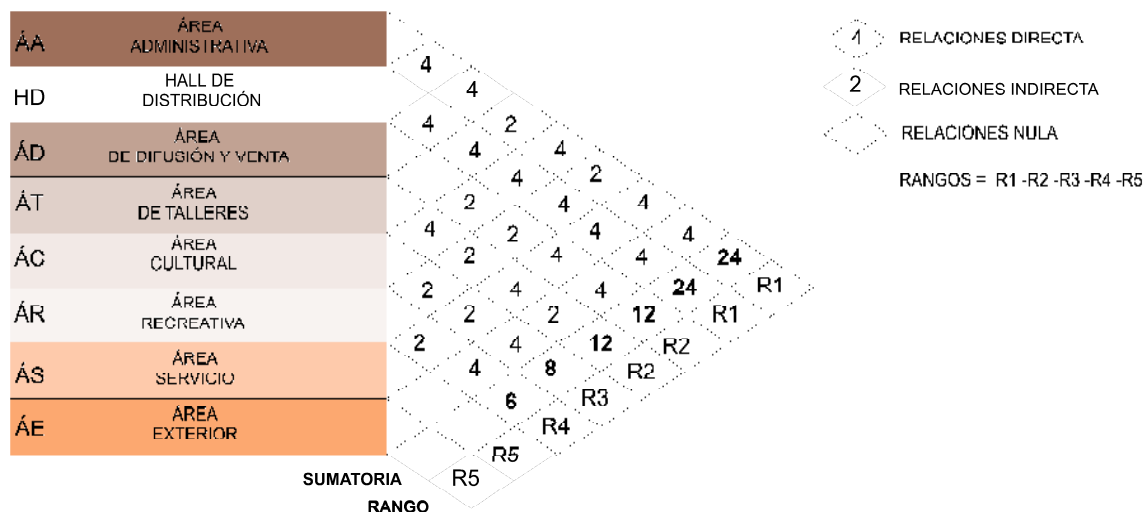 ÁA
ÁREA
ADMINISTRATIVA
HD
HALL DE
DISTRIBUCIÓN
ÁD
ÁREA
DE DIFUSIÓN Y VENTA
ÁT
ÁREA
DE TALLERES
ÁC
ÁREA
CULTURAL
ÁR
ÁREA
RECREATIVA
ÁS
ÁREA
SERVICIO
ÁE
ÁREA
EXTERIOR
SUMATORIA
RANGO
4
4
4 2
4 4
4 2
2 4 4
4 2 4 4
2 4 4 24
2 4 4 24 R1
2 2 12 R1
2 4 12 R2
4 8 R2
6 R3
R4
R5
R5
4 RELACIONES DIRECTA
2 RELACIONES INDIRECTA
RELACIONES NULA
RANGOS = R1 -R2 -R3 -R4 -R5